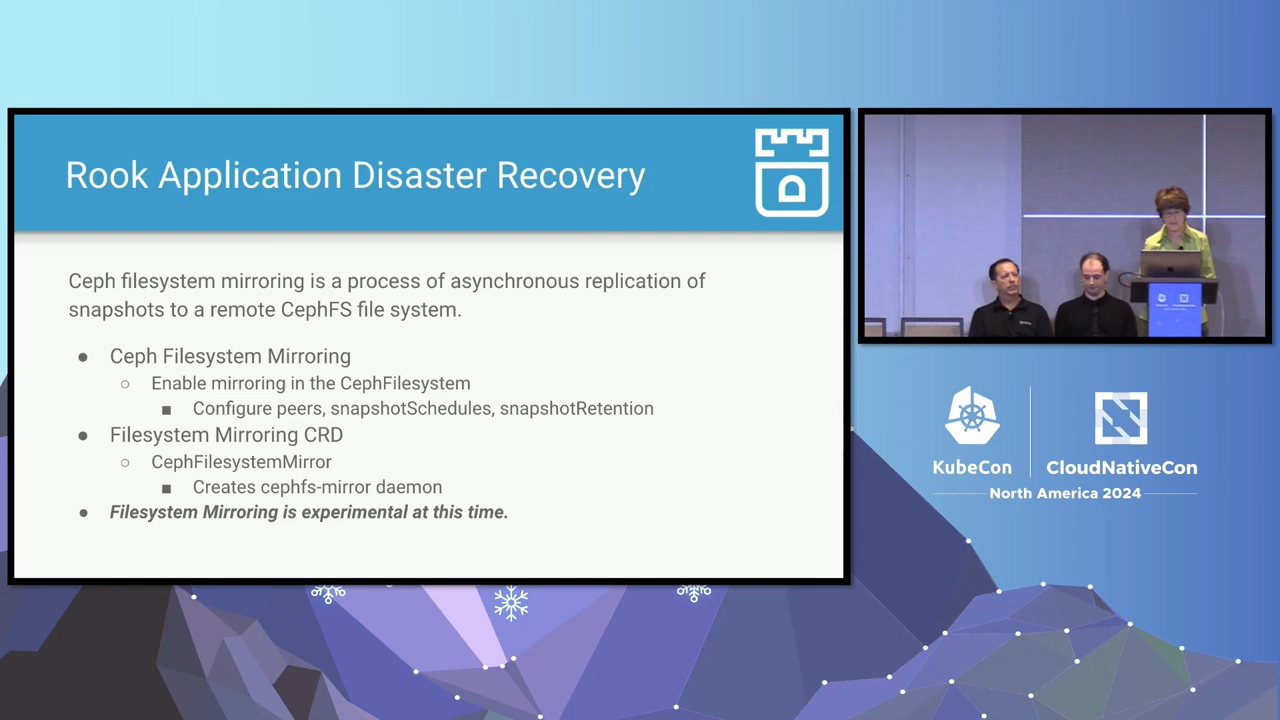 Rook Application Disaster Recovery
Ceph filesystem mirroring is a process of asynchronous replication of
snapshots to a remote CephFS file system.
● Ceph Filesystem Mirroring
○ Enable mirroring in the CephFilesystem
■ Configure peers, snapshotSchedules, snapshotRetention
● Filesystem Mirroring CRD
○ CephFilesystemMirror
■ Creates cephfs-mirror daemon
● Filesystem Mirroring is experimental at this time.
KubeCon
CloudNativeCon
North America 2024